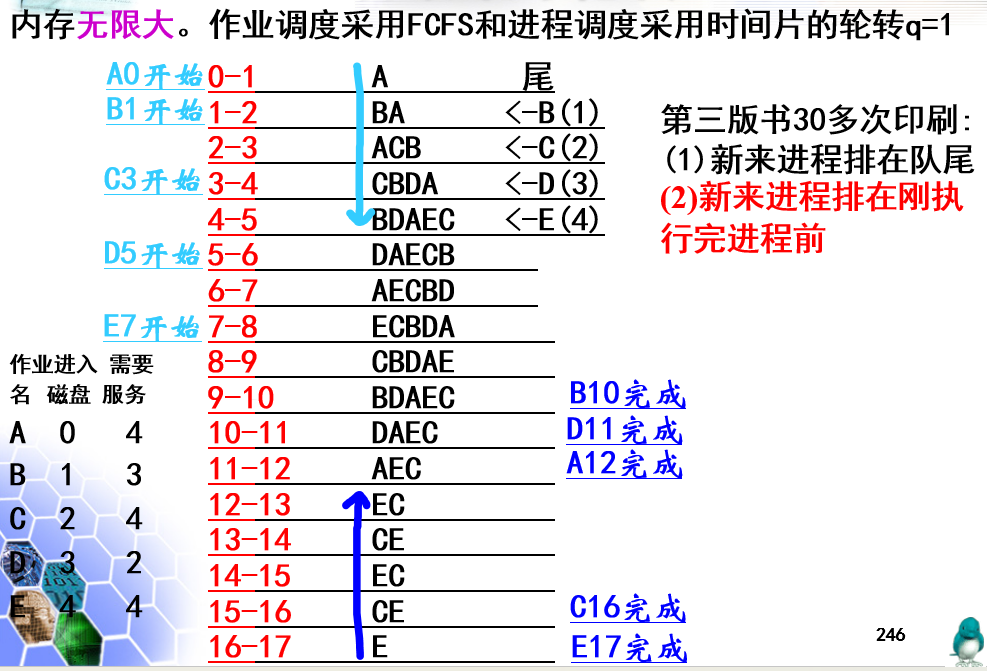 内存无限大。作业调度采用FCFS和进程调度采用时间片的轮转q=1
A0开始 0-1 A 尾
B1开始 1-2 BA <-B(1)
2-3 ACB <-C(2)
C3开始 3-4 CBDA <-D(3)
4-5 BDAEC <-E(4)
D5开始 5-6 DAECB
6-7 AECBD
E7开始 7-8 ECBDA
8-9 CBDAE
9-10 BDAEC B10完成
10-11 DAEC D11完成
11-12 AEC A12完成
12-13 EC
13-14 CE
14-15 EC
15-16 CE C16完成
16-17 E E17完成
第三版书30多次印刷:
(1)新来进程排在队尾
(2)新来进程排在刚执
行完进程前
作业进入 需要
名 磁盘 服务
A 0 4
B 1 3
C 2 4
D 3 2
E 4 4
246